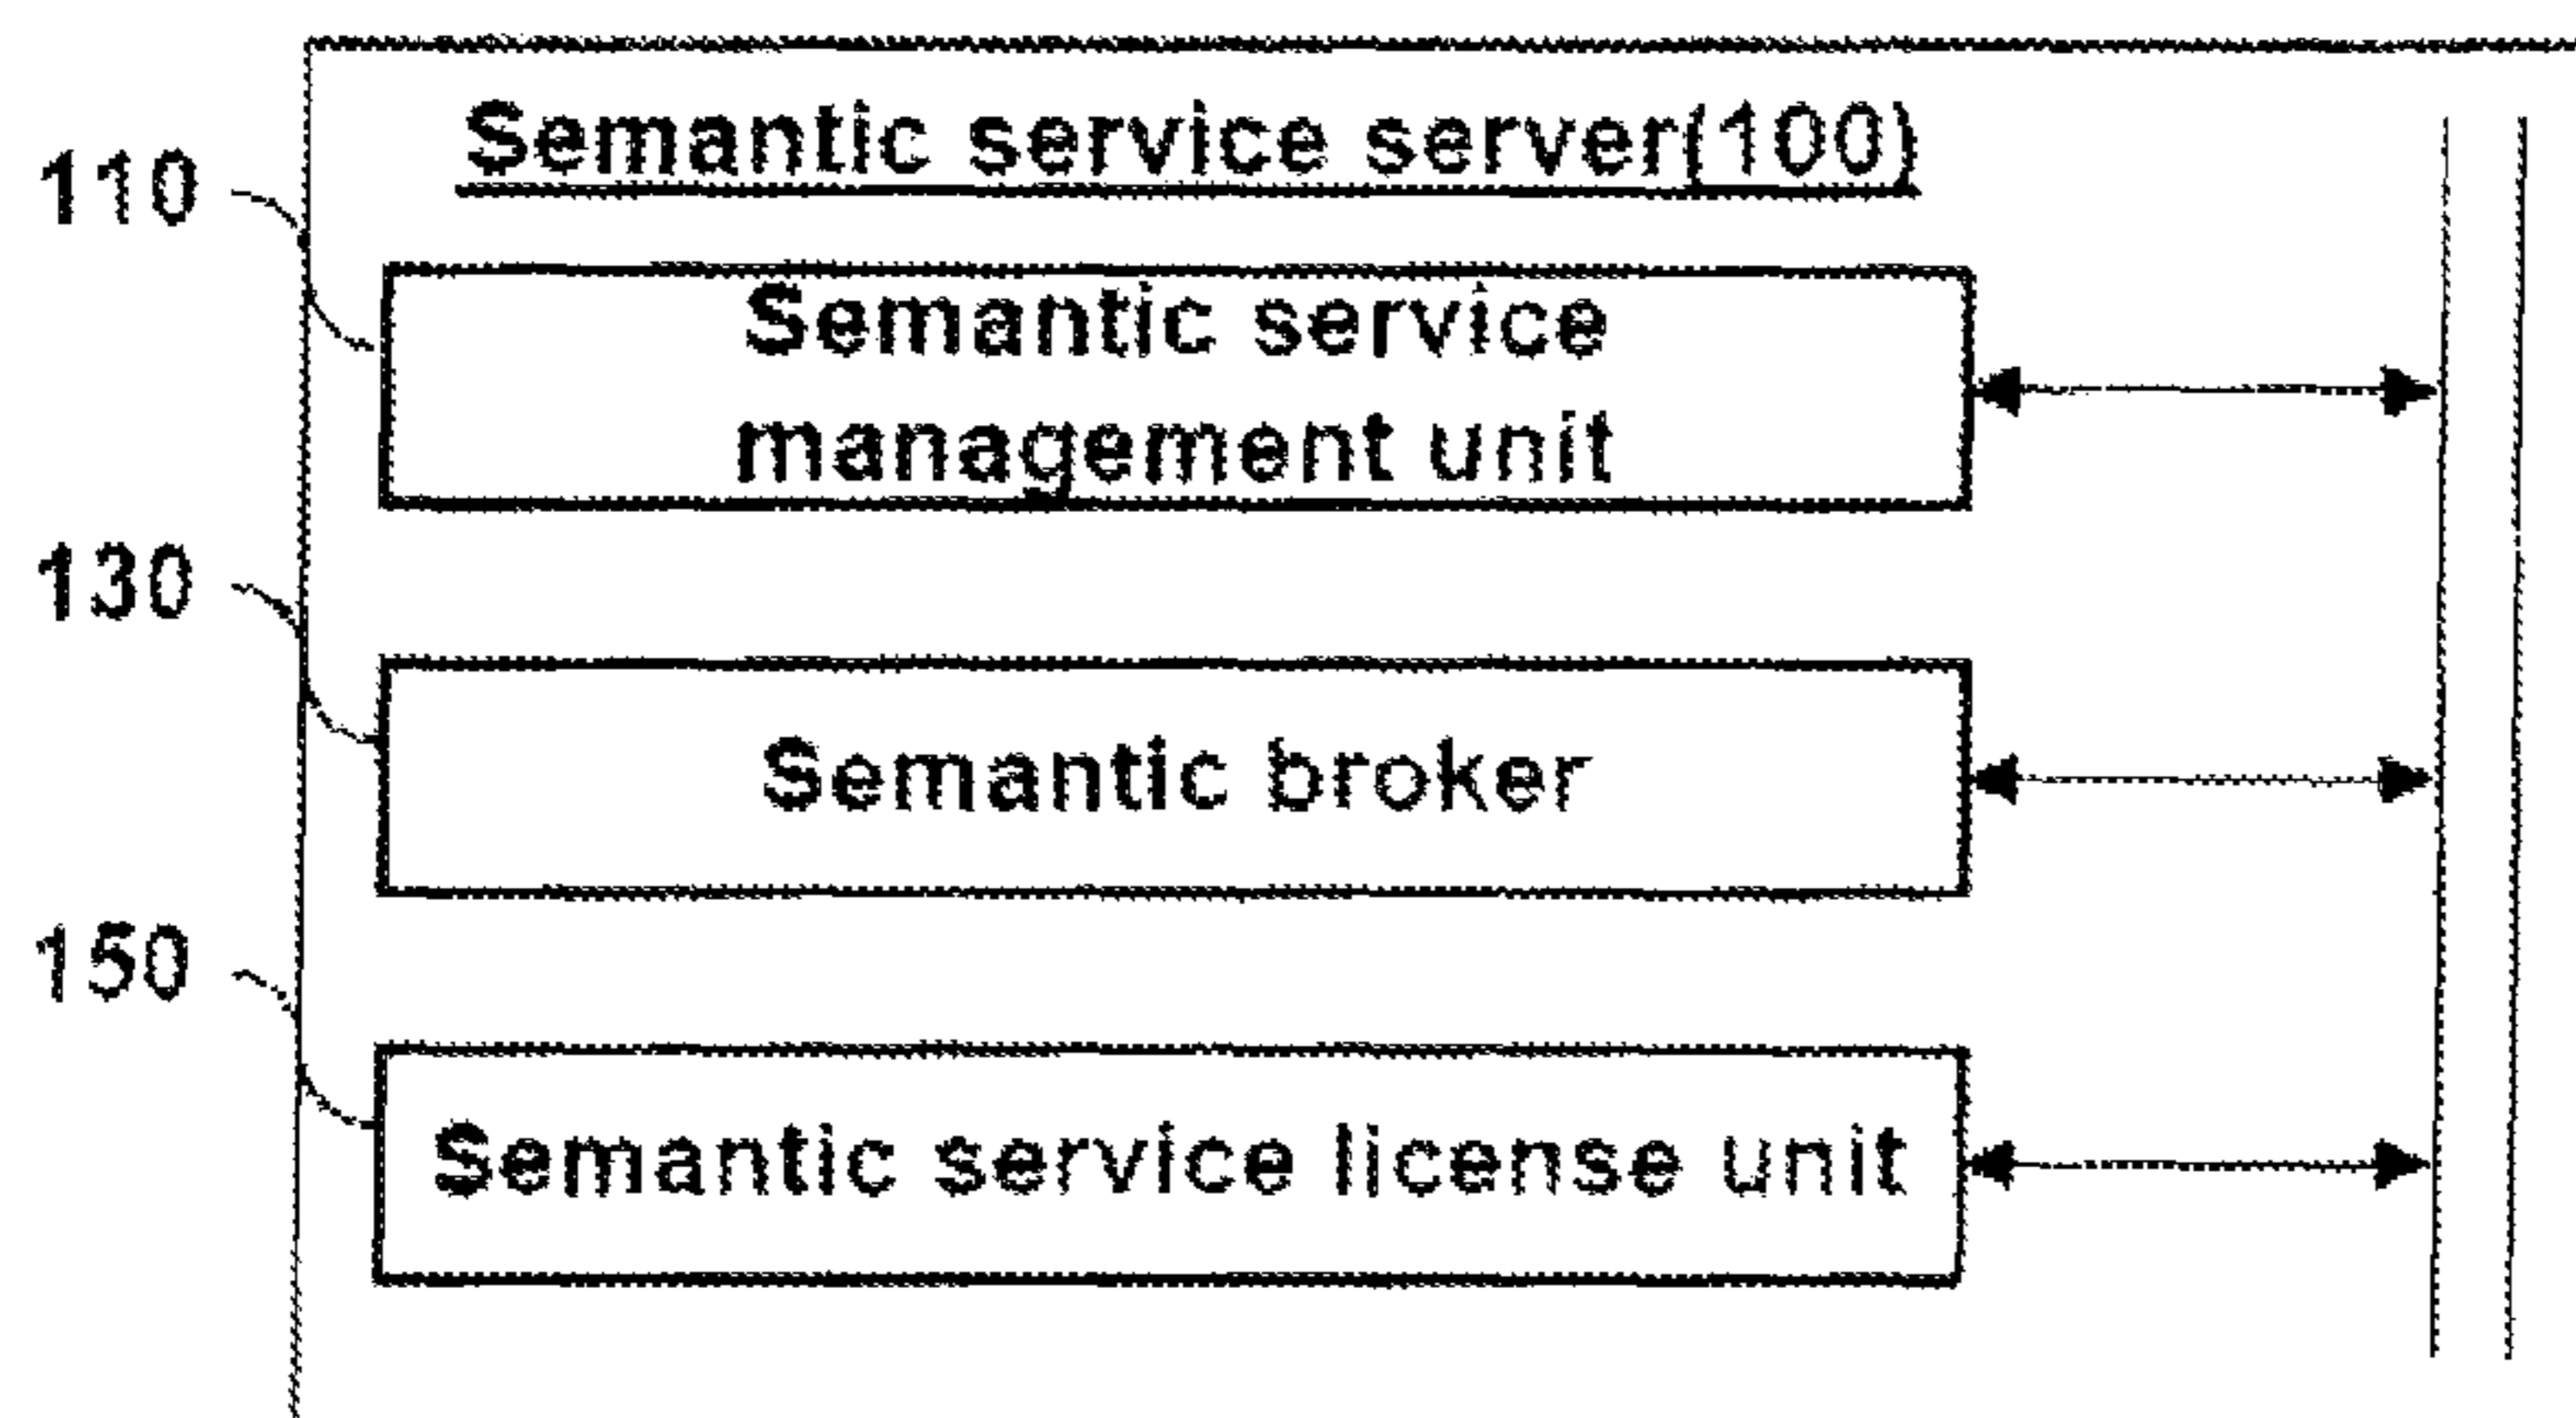 Semantic service server(100)
110
Semantic service
management unit
130
Semantic broker
150
Semantic service license unit